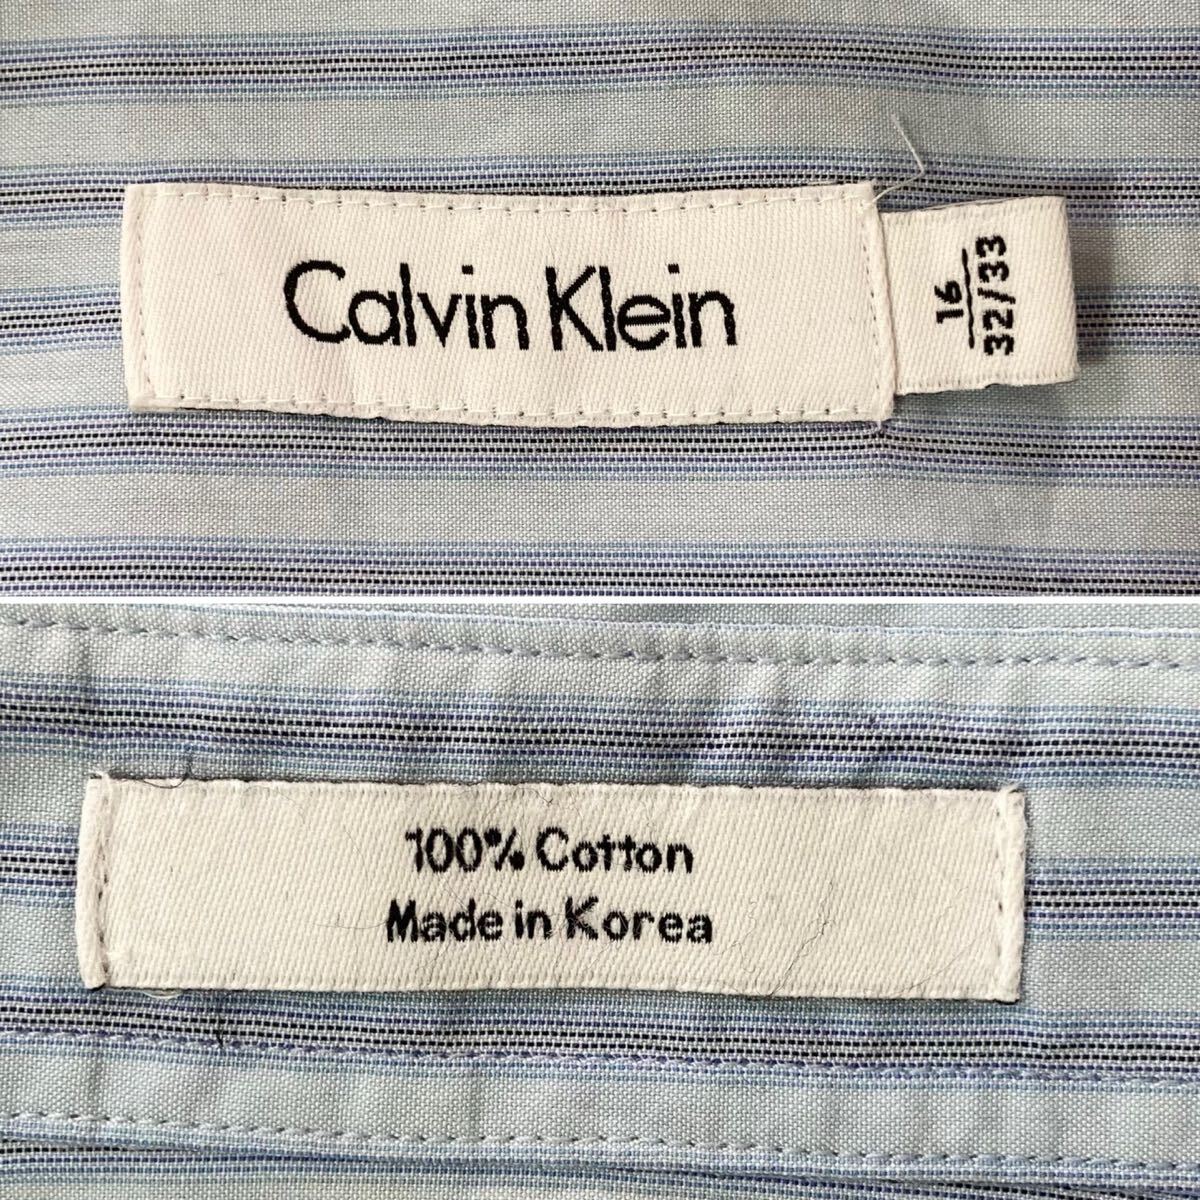 Calvin Klein
16
32/33
100% Cotton
Made in Korea